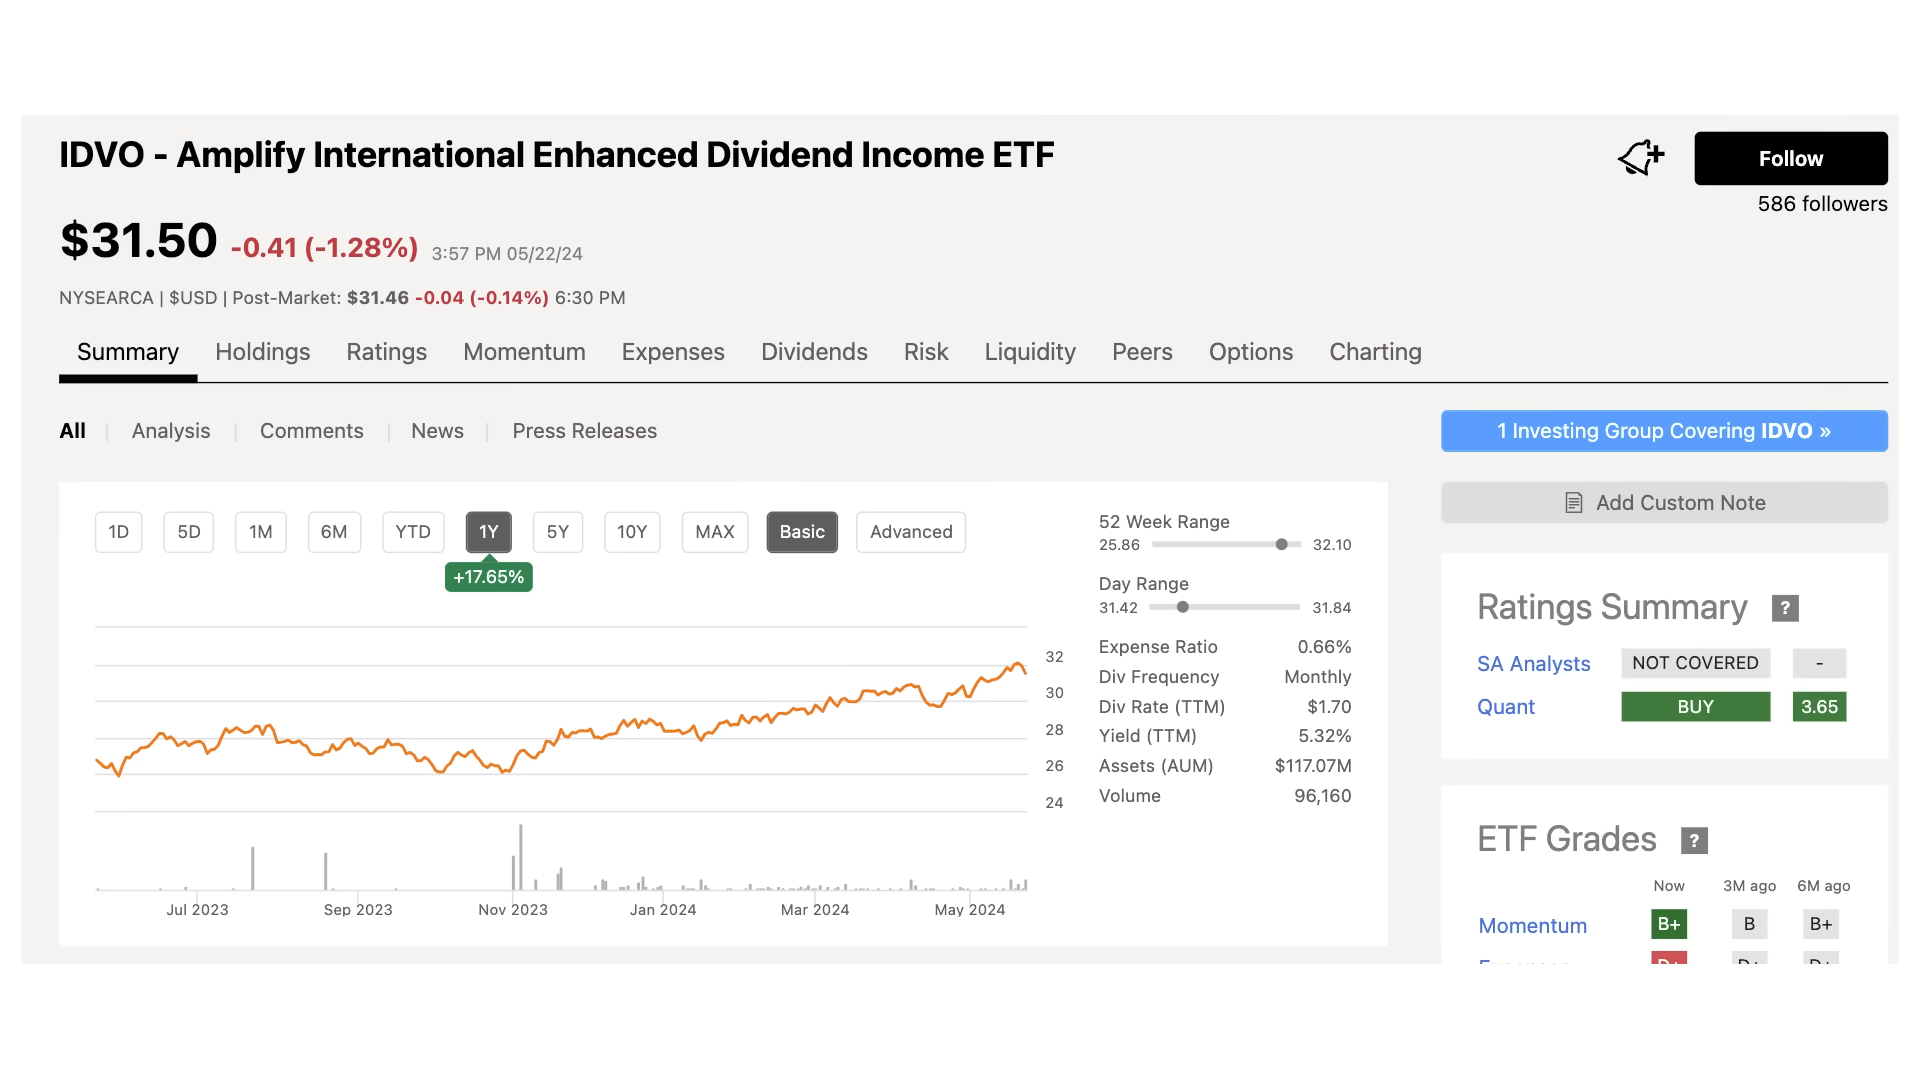 IDVO - Amplify International Enhanced Dividend Income ETF
Follow
586 followers
$31.50 -0.41 (-1.28%) 3:57 PM 05/22/24
NYSEARCA | $USD | Post-Market: $31.46 -0.04 (-0.14%) 6:30 PM
Summary Holdings Ratings Momentum Expenses Dividends Risk Liquidity Peers Options Charting
All | Analysis | Comments | News | Press Releases
1 Investing Group Covering IDVO »
Add Custom Note
1D 5D 1M 6M YTD 1Y 5Y 10Y MAX Basic Advanced
+17.65%
32
30
28
26
24
Jul 2023 Sep 2023 Nov 2023 Jan 2024 Mar 2024 May 2024
52 Week Range
25.86 32.10
Day Range
31.42 31.84
Expense Ratio 0.66%
Div Frequency Monthly
Div Rate (TTM) $1.70
Yield (TTM) 5.32%
Assets (AUM) $117.07M
Volume 96,160
Ratings Summary ?
SA Analysts NOT COVERED -
Quant BUY 3.65
ETF Grades ?
Now 3M ago 6M ago
Momentum B+ B B+